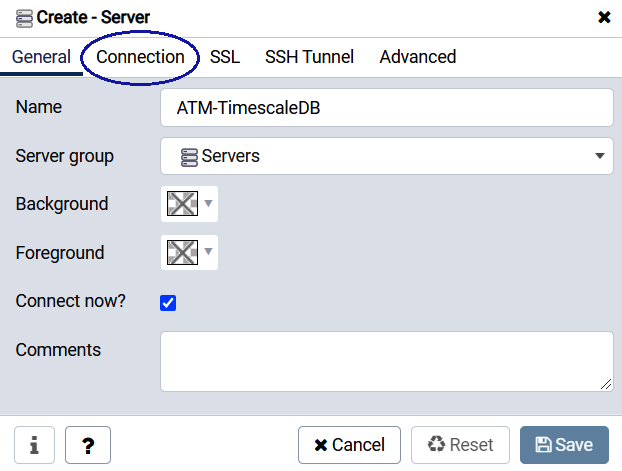 Create - Server
General Connection SSL SSH Tunnel Advanced
Name ATM-TimescaleDB
Server group Servers
Background
Foreground
Connect now?
Comments
i ? Cancel Reset Save